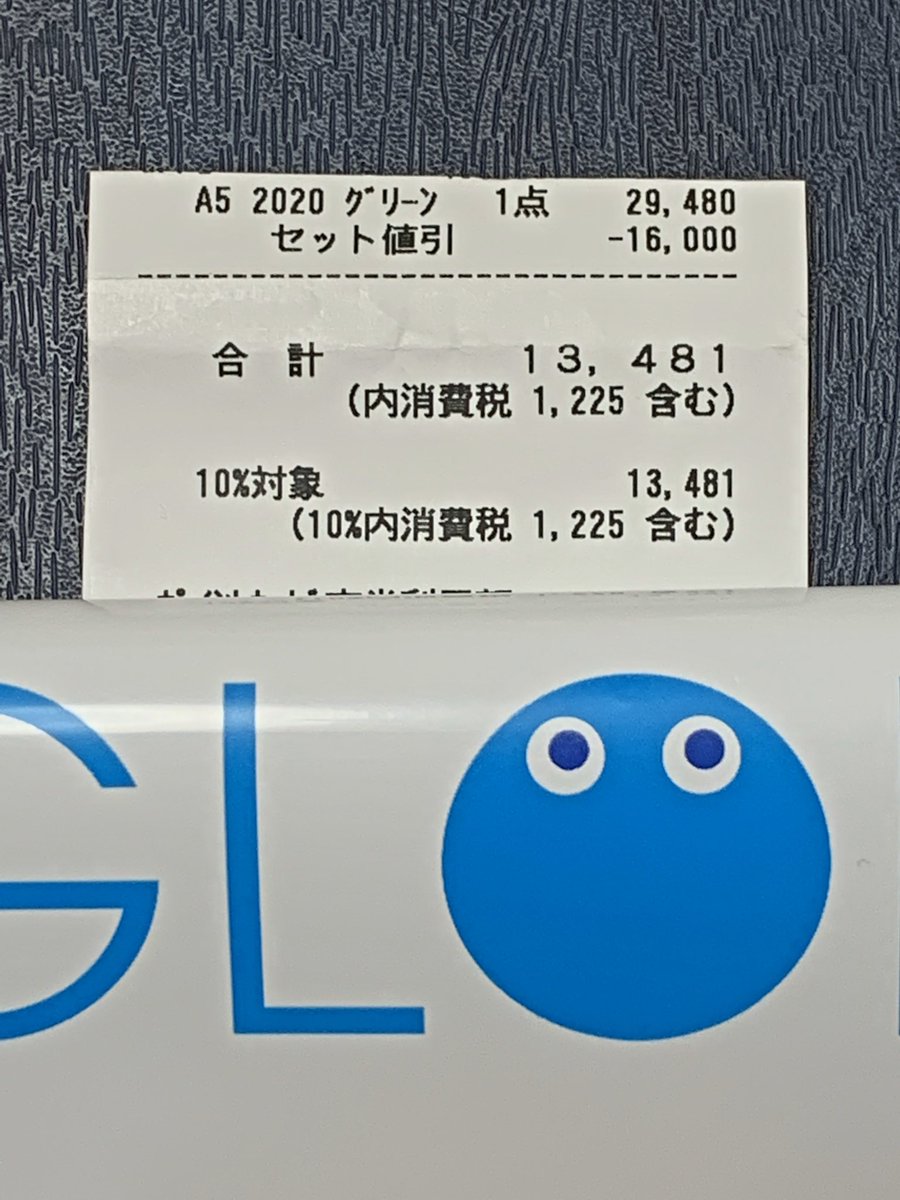 A5 2020 グリーン 1点 29,480
セット値引 -16,000
合 計 13,481
(内消費税 1,225 含む)
10%対象 13,481
(10%内消費税 1,225 含む)
GLO